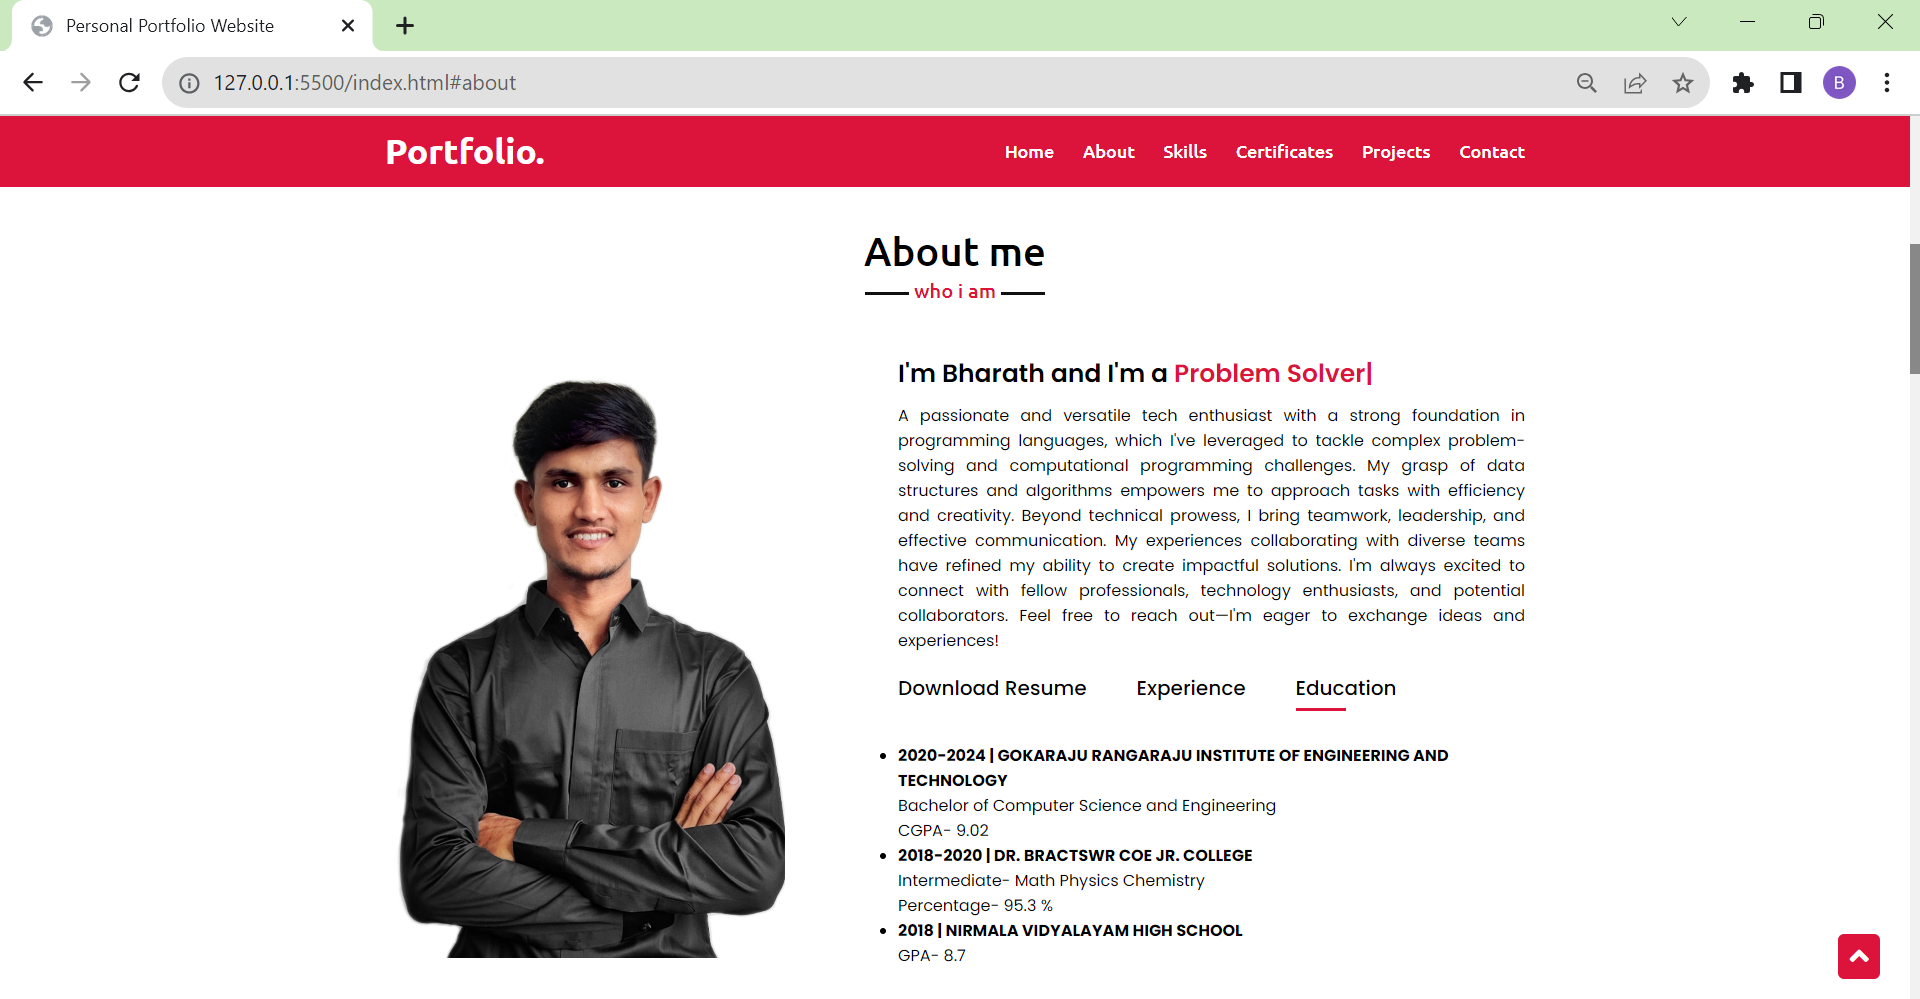 Personal Portfolio Website
127.0.0.1:5500/index.html#about
B
Portfolio.
Home About Skills Certificates Projects Contact
About me
who i am
I'm Bharath and I'm a Problem Solver|
A passionate and versatile tech enthusiast with a strong foundation in
programming languages, which I've leveraged to tackle complex problem-
solving and computational programming challenges. My grasp of data
structures and algorithms empowers me to approach tasks with efficiency
and creativity. Beyond technical prowess, I bring teamwork, leadership, and
effective communication. My experiences collaborating with diverse teams
have refined my ability to create impactful solutions. I'm always excited to
connect with fellow professionals, technology enthusiasts, and potential
collaborators. Feel free to reach out—I'm eager to exchange ideas and
experiences!
Download Resume Experience Education
2020-2024 | GOKARAJU RANGARAJU INSTITUTE OF ENGINEERING AND
TECHNOLOGY
Bachelor of Computer Science and Engineering
CGPA- 9.02
2018-2020 | DR. BRACTSWR COE JR. COLLEGE
Intermediate- Math Physics Chemistry
Percentage- 95.3 %
2018 | NIRMALA VIDYALAYAM HIGH SCHOOL
GPA- 8.7